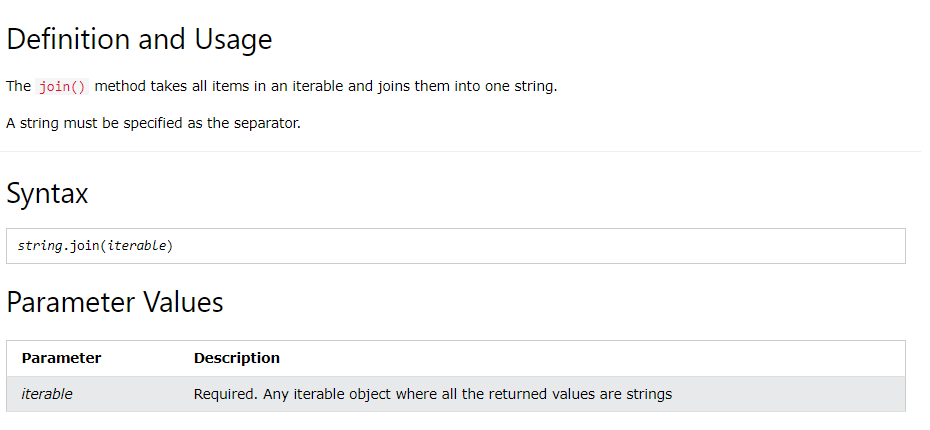 Definition and Usage
The join() method takes all items in an iterable and joins them into one string.
A string must be specified as the separator.
Syntax
string.join(iterable)
Parameter Values
Parameter Description
iterable Required. Any iterable object where all the returned values are strings